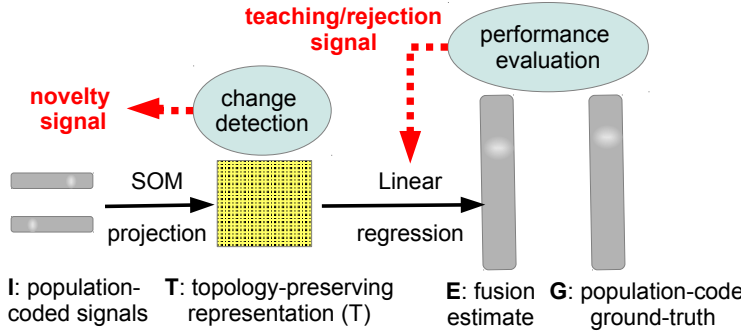 teaching/rejection
signal
performance
evaluation
novelty
signal
change
detection
SOM
projection
Linear
regression
I: population-
coded signals
T: topology-preserving
representation (T)
E: fusion
estimate
G: population-code
ground-truth